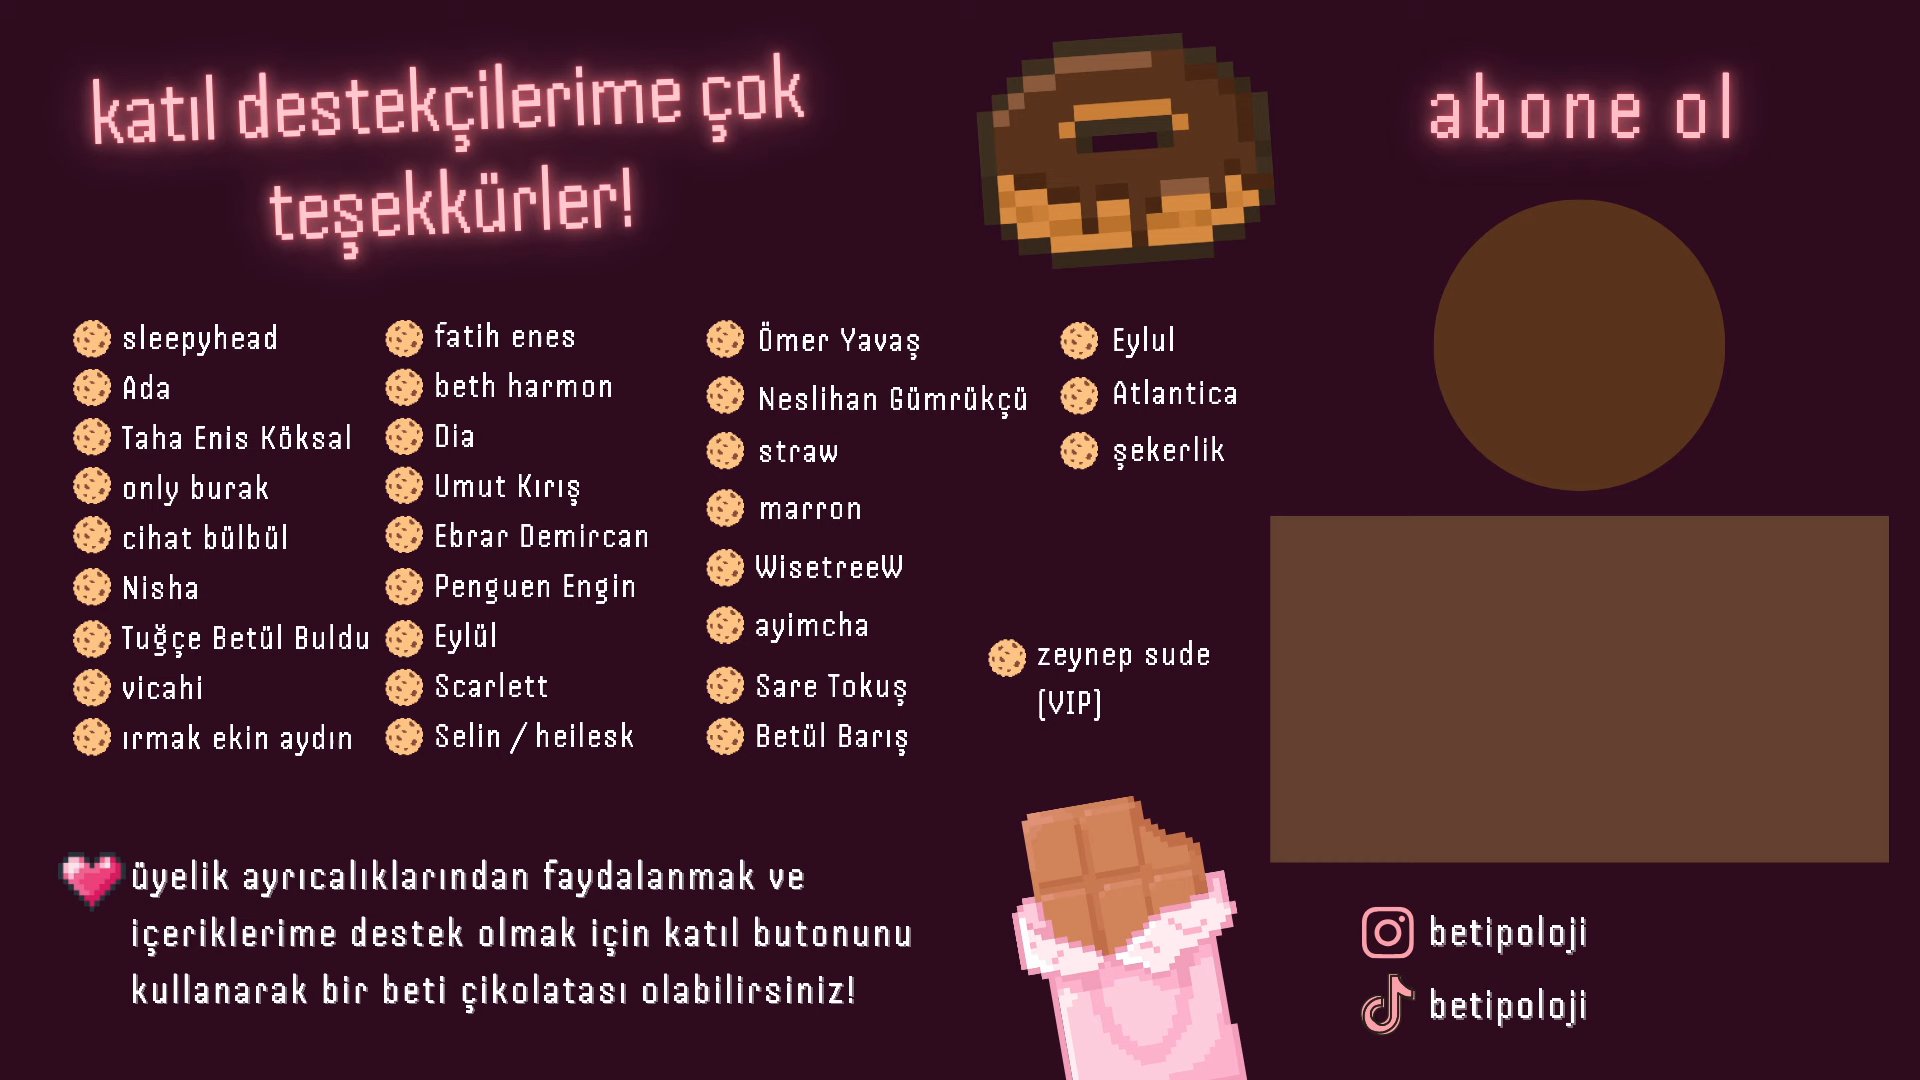 katıl destekçilerime çok
teşekkürler!
abone ol
sleepyhead
Ada
Taha Enis Köksal
only burak
cihat bülbül
Nisha
Tuğçe Betül Buldu
vicahi
ırmak ekin aydın
fatih enes
beth harmon
Dia
Umut Kırış
Ebrar Demircan
Penguen Engin
Eylül
Scarlett
Selin / heilesk
Ömer Yavaş
Neslihan Gümrükçü
straw
marron
WisetreeW
ayimcha
Sare Tokuş
Betül Barış
Eylul
Atlantica
şekerlik
zeynep sude
(VIP)
üyelik ayrıcalıklarından faydalanmak ve
içeriklerime destek olmak için katıl butonunu
kullanarak bir beti çikolatası olabilirsiniz!
betipoloji
betipoloji